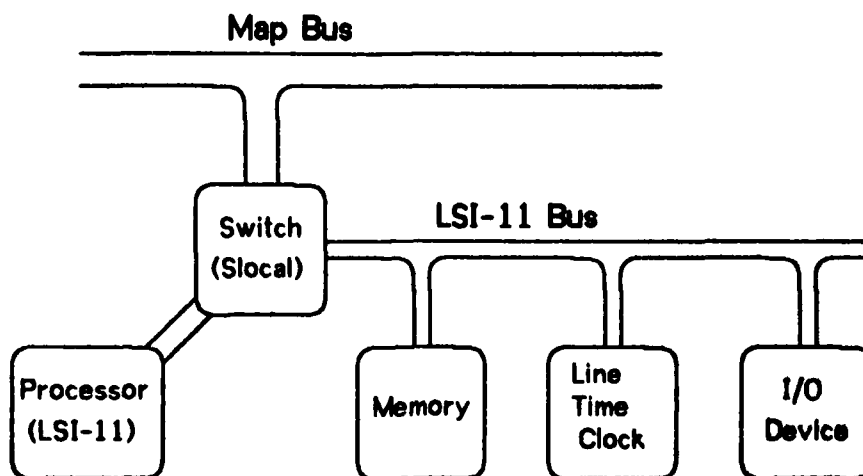 Map Bus
Switch
(Slocal)
LSI-11 Bus
Processor
(LSI-11)
Memory
Line
Time
Clock
I/O
Device